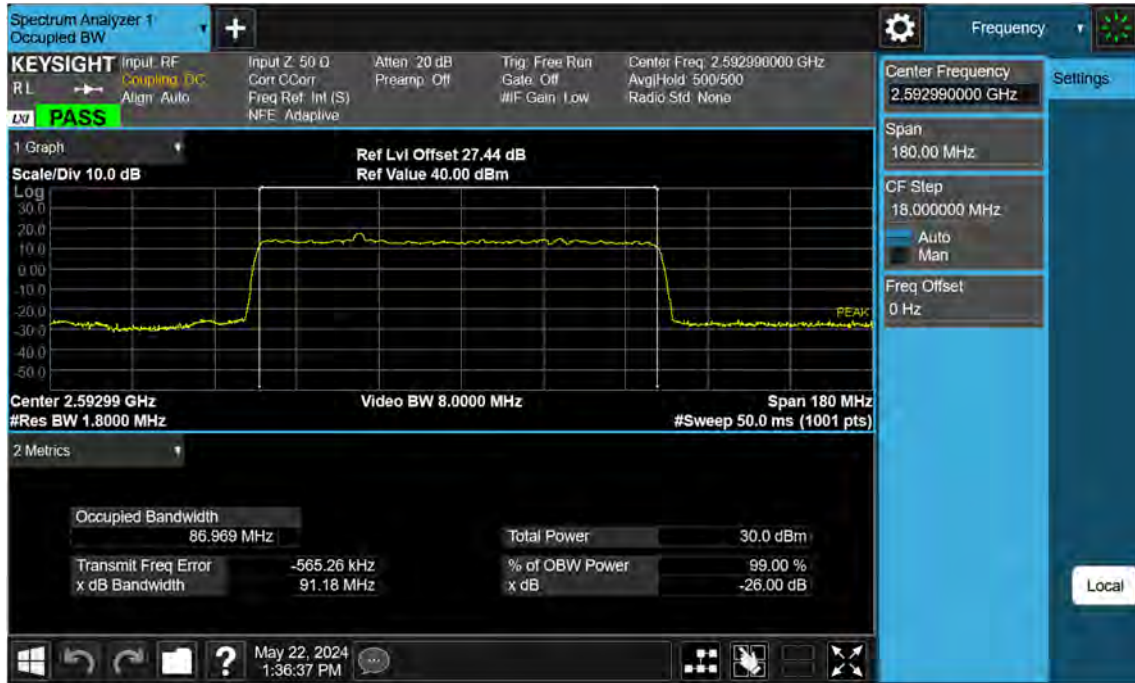 Spectrum Analyzer 1
Occupied BW
+
Frequency
KEYSIGHT
RL
LXI
PASS
Input: RF
Coupling: DC
Align: Auto
Input Z: 50 Ω
Corr CCorr
Freq Ref: Int (S)
NFE: Adaptive
Atten: 20 dB
Preamp: Off
Trig: Free Run
Gate: Off
#IF Gain: Low
Center Freq: 2.592990000 GHz
Avg|Hold: 500/500
Radio Std: None
Center Frequency
2.592990000 GHz
Settings
Span
180.00 MHz
CF Step
18.000000 MHz
Auto
Man
Freq Offset
0 Hz
1 Graph
Scale/Div 10.0 dB
Ref Lvl Offset 27.44 dB
Ref Value 40.00 dBm
Log
30.0
20.0
10.0
0.00
-10.0
-20.0
-30.0
-40.0
-50.0
PEAK
Center 2.59299 GHz
Video BW 8.0000 MHz
Span 180 MHz
#Res BW 1.8000 MHz
#Sweep 50.0 ms (1001 pts)
2 Metrics
Occupied Bandwidth
86.969 MHz
Total Power 30.0 dBm
Transmit Freq Error -565.26 kHz
% of OBW Power 99.00 %
x dB Bandwidth 91.18 MHz
x dB -26.00 dB
Local
?
May 22, 2024
1:36:37 PM